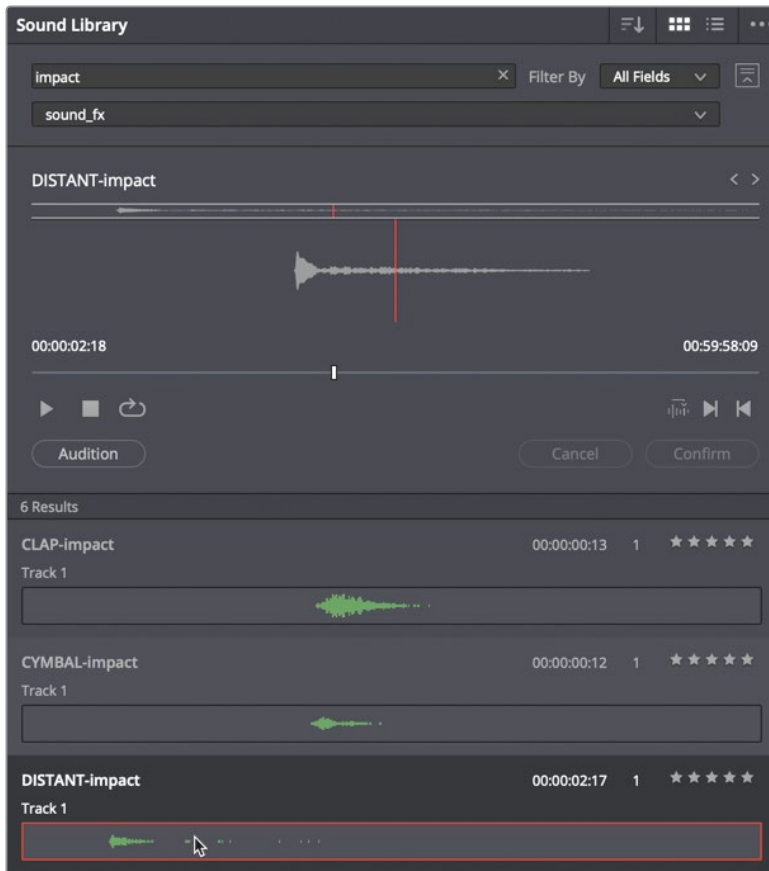 Sound Library
impact Filter By All Fields
sound_fx
DISTANT-impact
00:00:02:18 00:59:58:09
Audition Cancel Confirm
6 Results
CLAP-impact 00:00:00:13 1
Track 1
CYMBAL-impact 00:00:00:12 1
Track 1
DISTANT-impact 00:00:02:17 1
Track 1